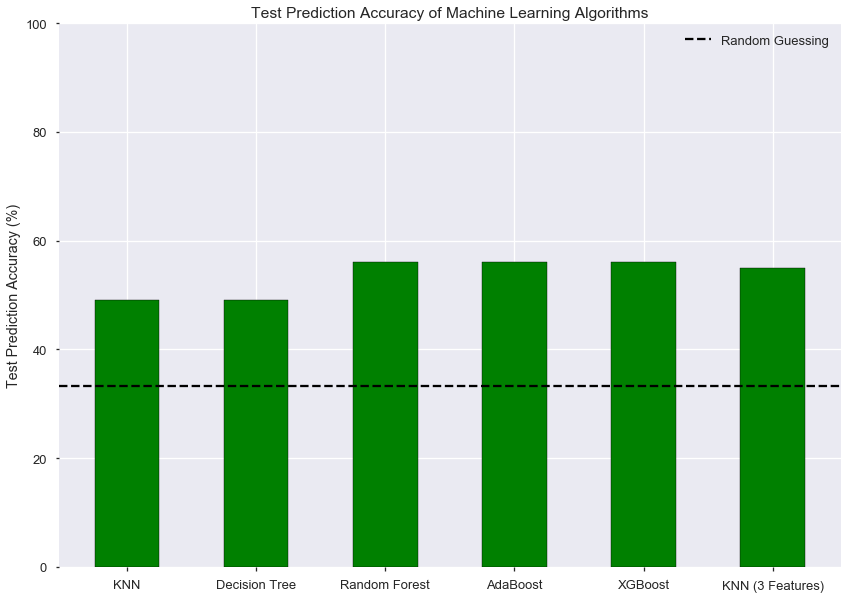 Test Prediction Accuracy of Machine Learning Algorithms
Random Guessing
Test Prediction Accuracy (%)
100
80
60
40
20
0
KNN
Decision Tree
Random Forest
AdaBoost
XGBoost
KNN (3 Features)